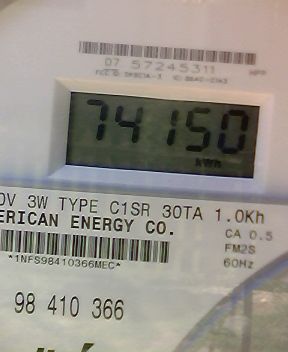 07 57245311
74150
kWh
0V 3W TYPE C1SR 30TA 1.0Kh
ERICAN ENERGY CO.
CA 0.5
FM2S
*1NFS98410366MEC*
60Hz
98 410 366